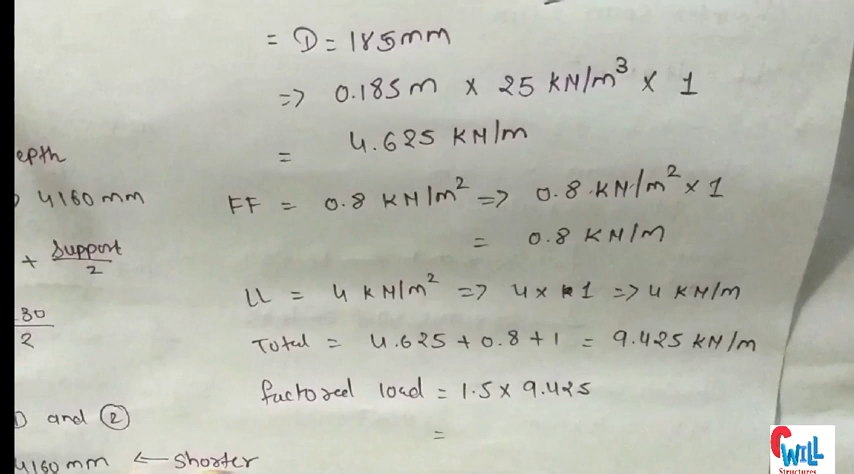 = D = 185mm
=> 0.185m × 25 KN/m³ × 1
= 4.625 KN/m
epth
4160 mm
FF = 0.8 KN/m² => 0.8 KN/m² × 1
= 0.8 KN/m
+ Support/2
LL = 4 KN/m² => 4 × 1 => 4 KN/m
30/2
Total = 4.625 + 0.8 + 1 = 9.425 KN/m
factored load = 1.5 × 9.425
and ②
=
4160 mm ← Shorter
CWILL
Structures